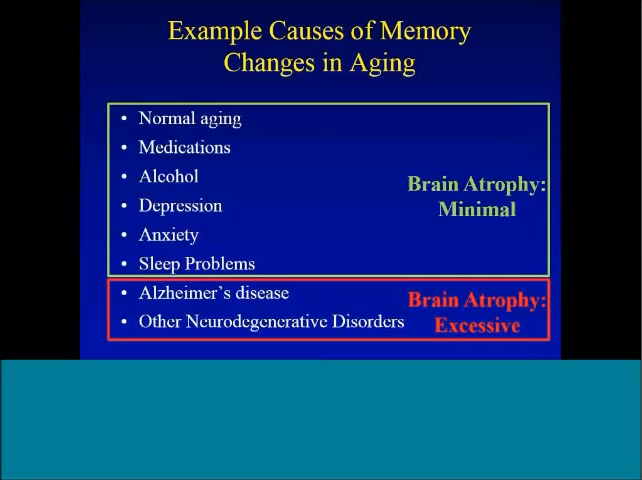 Example Causes of Memory
Changes in Aging
• Normal aging
• Medications
• Alcohol
• Depression
• Anxiety
• Sleep Problems
Brain Atrophy:
Minimal
• Alzheimer's disease
• Other Neurodegenerative Disorders
Brain Atrophy:
Excessive